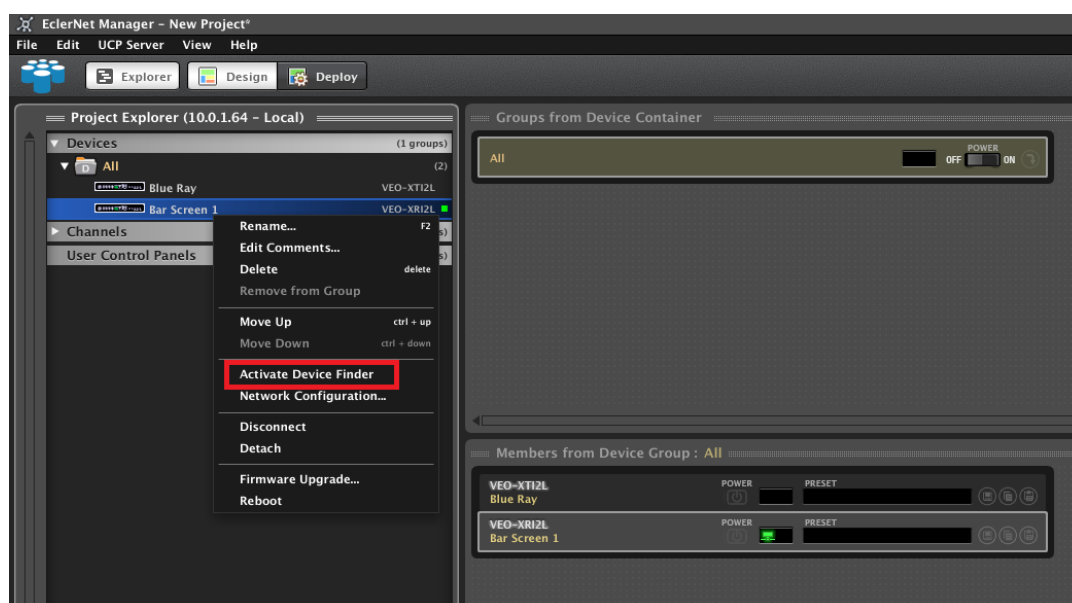 EclerNet Manager – New Project*
File Edit UCP Server View Help
Explorer Design Deploy
Project Explorer (10.0.1.64 – Local)
Devices (1 groups)
D All (2)
Blue Ray VEO-XTI2L
Bar Screen 1 VEO-XRI2L
Channels s)
User Control Panels s)
Rename... F2
Edit Comments...
Delete delete
Remove from Group
Move Up ctrl + up
Move Down ctrl + down
Activate Device Finder
Network Configuration...
Disconnect
Detach
Firmware Upgrade...
Reboot
Groups from Device Container
All
POWER
OFF ON
Members from Device Group : All
VEO-XTI2L POWER PRESET
Blue Ray
VEO-XRI2L POWER PRESET
Bar Screen 1